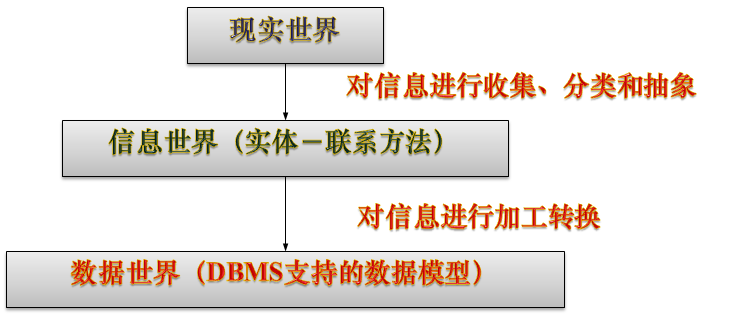 现实世界
对信息进行收集、分类和抽象
信息世界（实体－联系方法）
对信息进行加工转换
数据世界（DBMS支持的数据模型）